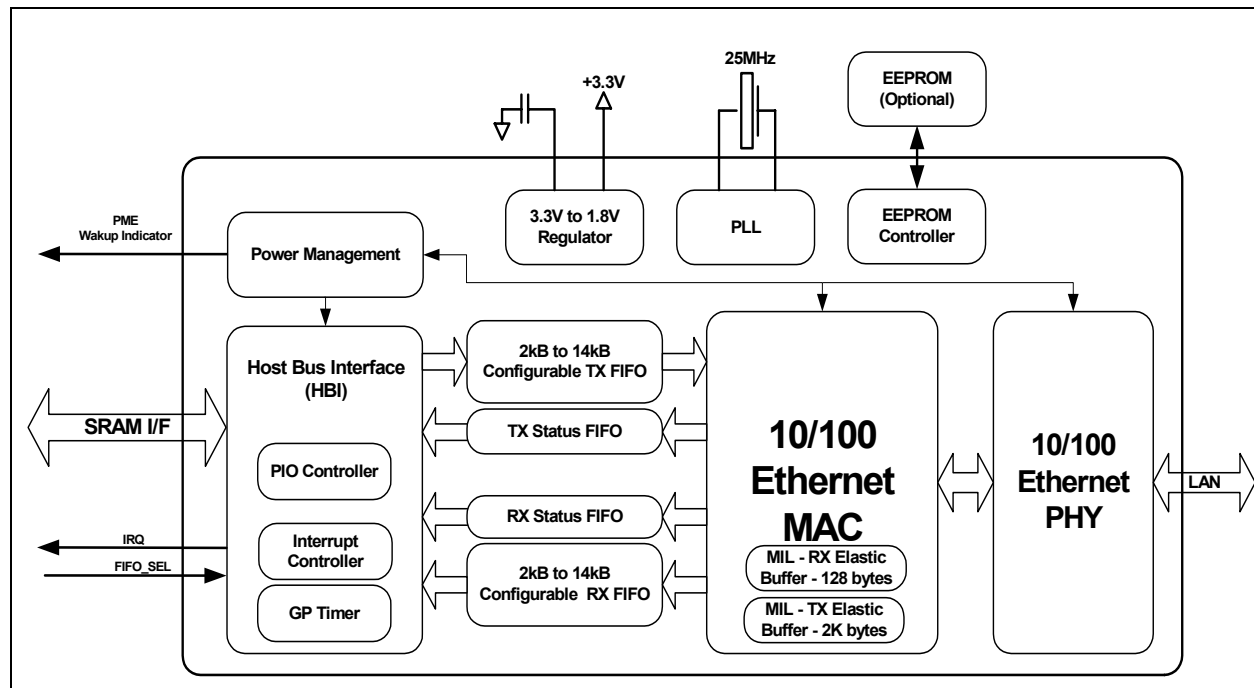 25MHz
+3.3V
EEPROM
(Optional)
3.3V to 1.8V
Regulator
PLL
EEPROM
Controller
PME
Wakup Indicator
Power Management
2kB to 14kB
Configurable TX FIFO
Host Bus Interface
(HBI)
SRAM I/F
TX Status FIFO
PIO Controller
10/100
Ethernet
MAC
10/100
Ethernet
PHY
LAN
RX Status FIFO
IRQ
Interrupt
Controller
FIFO_SEL
2kB to 14kB
Configurable RX FIFO
MIL - RX Elastic
Buffer - 128 bytes
GP Timer
MIL - TX Elastic
Buffer - 2K bytes